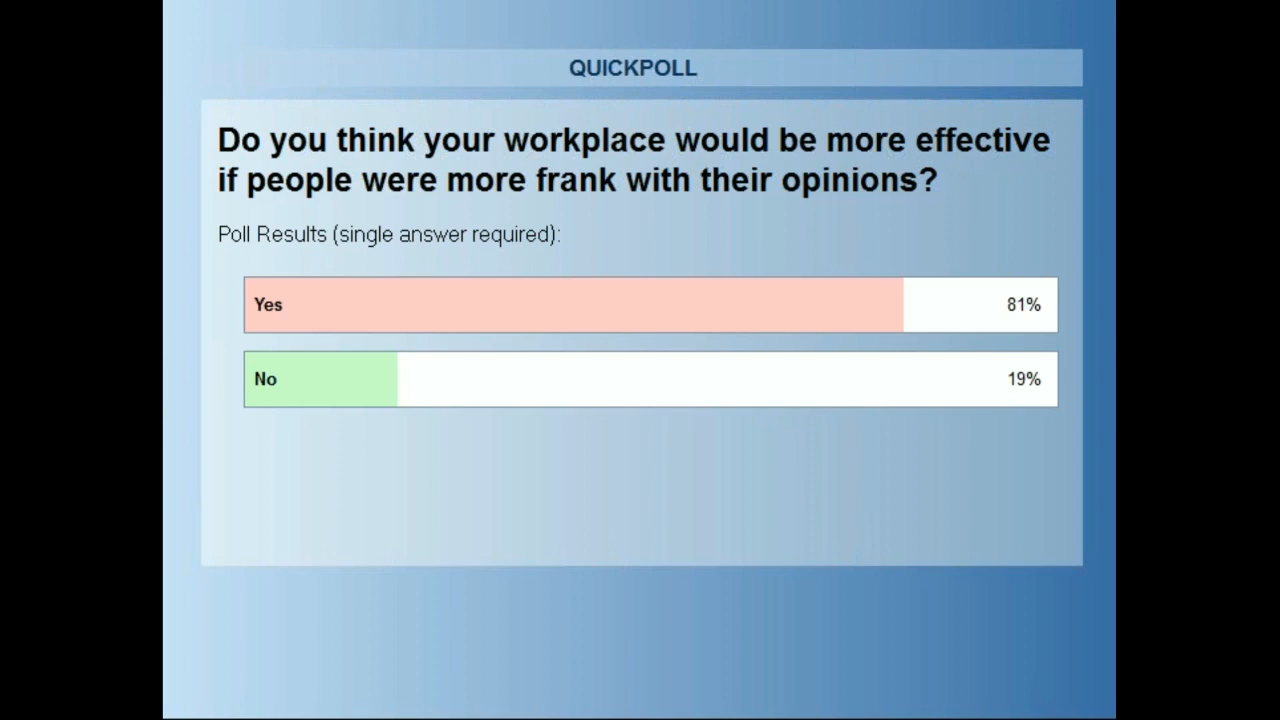 QUICKPOLL
Do you think your workplace would be more effective
if people were more frank with their opinions?
Poll Results (single answer required):
Yes 81%
No 19%